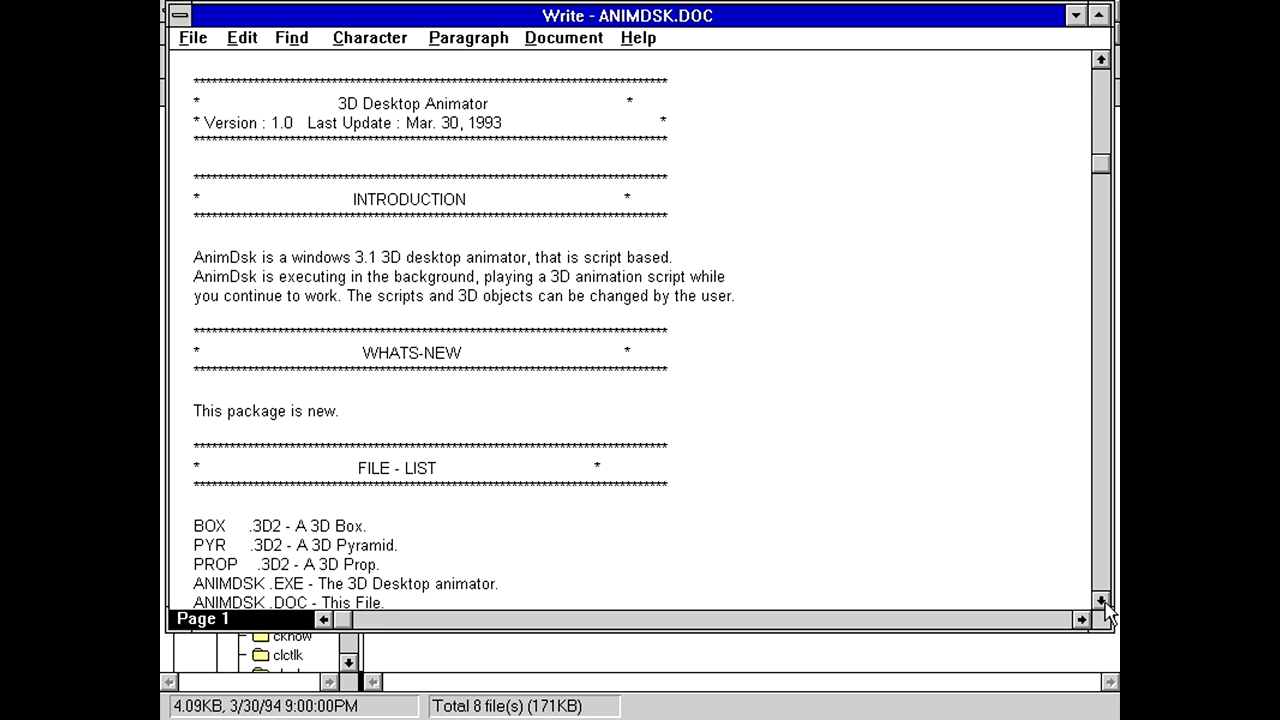 Write - ANIMDSK.DOC
File Edit Find Character Paragraph Document Help
*******************************************************************************
* 3D Desktop Animator *
* Version : 1.0 Last Update : Mar. 30, 1993 *
*******************************************************************************
*******************************************************************************
* INTRODUCTION *
*******************************************************************************
AnimDsk is a windows 3.1 3D desktop animator, that is script based.
AnimDsk is executing in the background, playing a 3D animation script while
you continue to work. The scripts and 3D objects can be changed by the user.
*******************************************************************************
* WHATS-NEW *
*******************************************************************************
This package is new.
*******************************************************************************
* FILE - LIST *
*******************************************************************************
BOX .3D2 - A 3D Box.
PYR .3D2 - A 3D Pyramid.
PROP .3D2 - A 3D Prop.
ANIMDSK .EXE - The 3D Desktop animator.
ANIMDSK .DOC - This File.
Page 1
cknow
clctlk
4.09KB, 3/30/94 9:00:00PM
Total 8 file(s) (171KB)